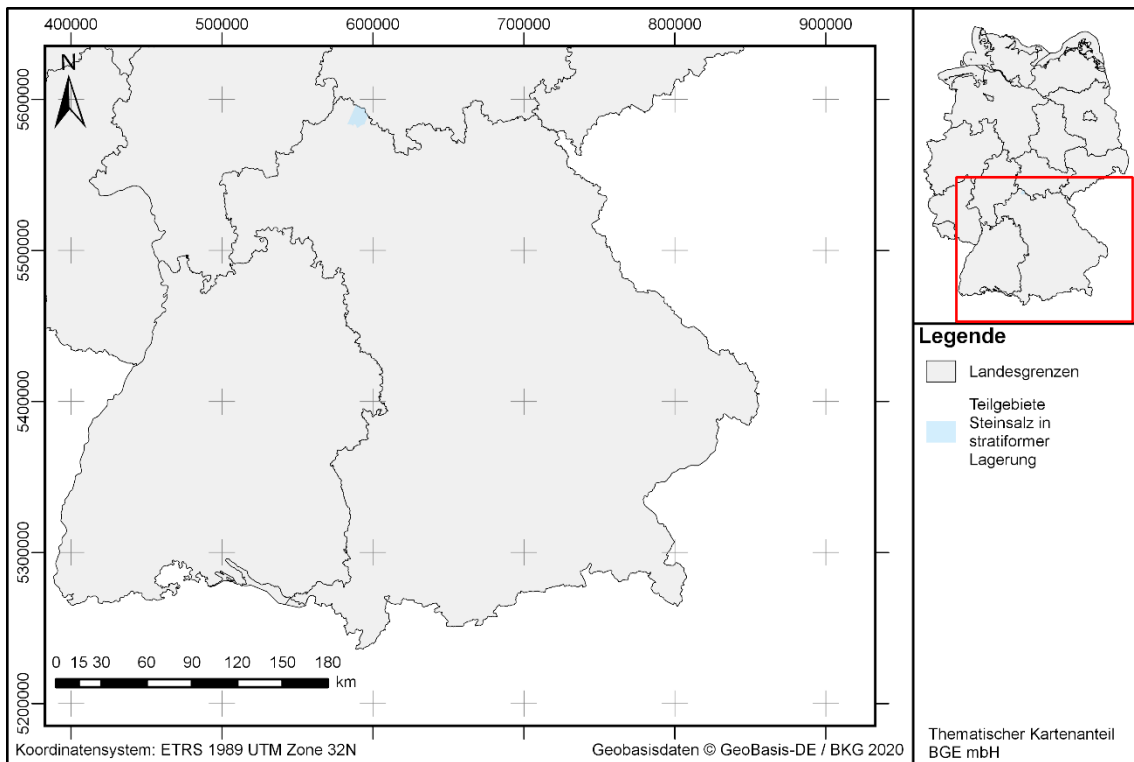 400000 500000 600000 700000 800000 900000
N
5600000
5500000
5400000
5300000
5200000
0 15 30 60 90 120 150 180
km
Koordinatensystem: ETRS 1989 UTM Zone 32N
Geobasisdaten © GeoBasis-DE / BKG 2020
Legende
Landesgrenzen
Teilgebiete
Steinsalz in
stratiformer
Lagerung
Thematischer Kartenanteil
BGE mbH